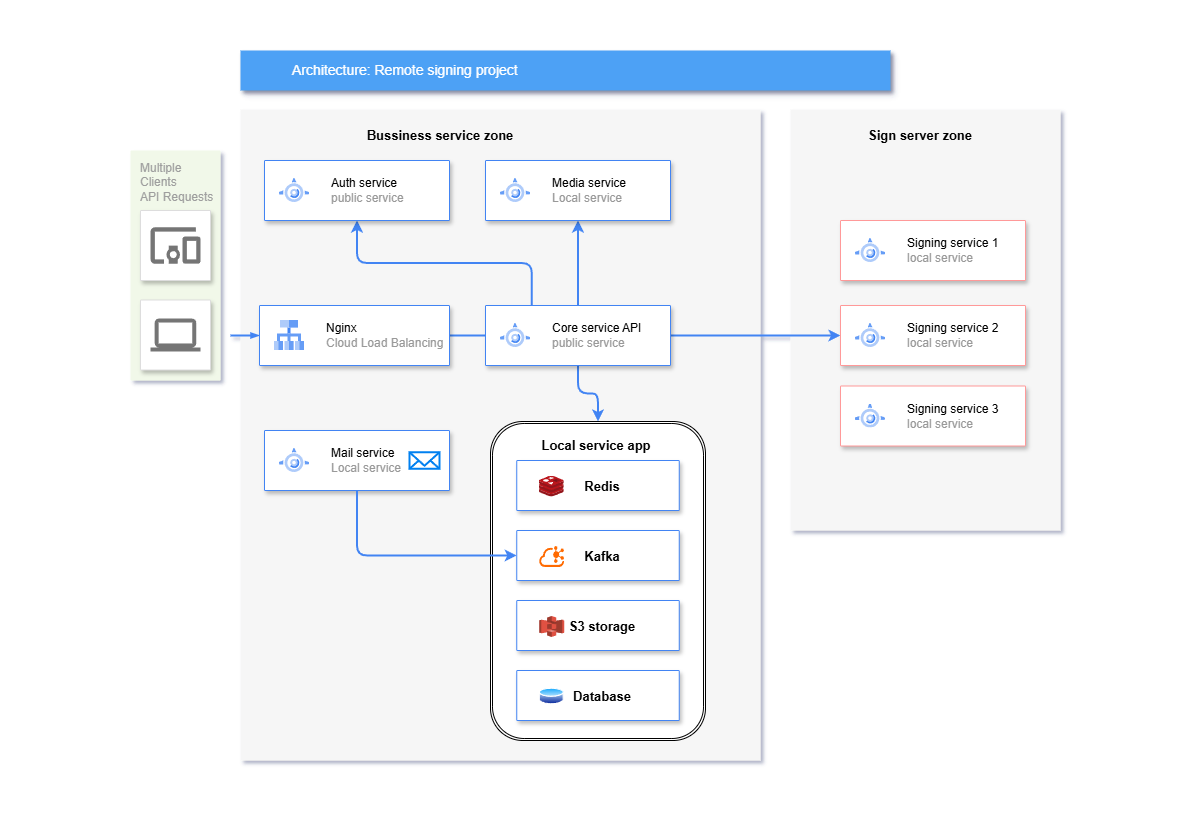 Architecture: Remote signing project
Bussiness service zone
Sign server zone
Multiple
Clients
API Requests
Auth service
public service
Media service
Local service
Signing service 1
local service
Nginx
Cloud Load Balancing
Core service API
public service
Signing service 2
local service
Signing service 3
local service
Mail service
Local service
Local service app
Redis
Kafka
S3 storage
Database